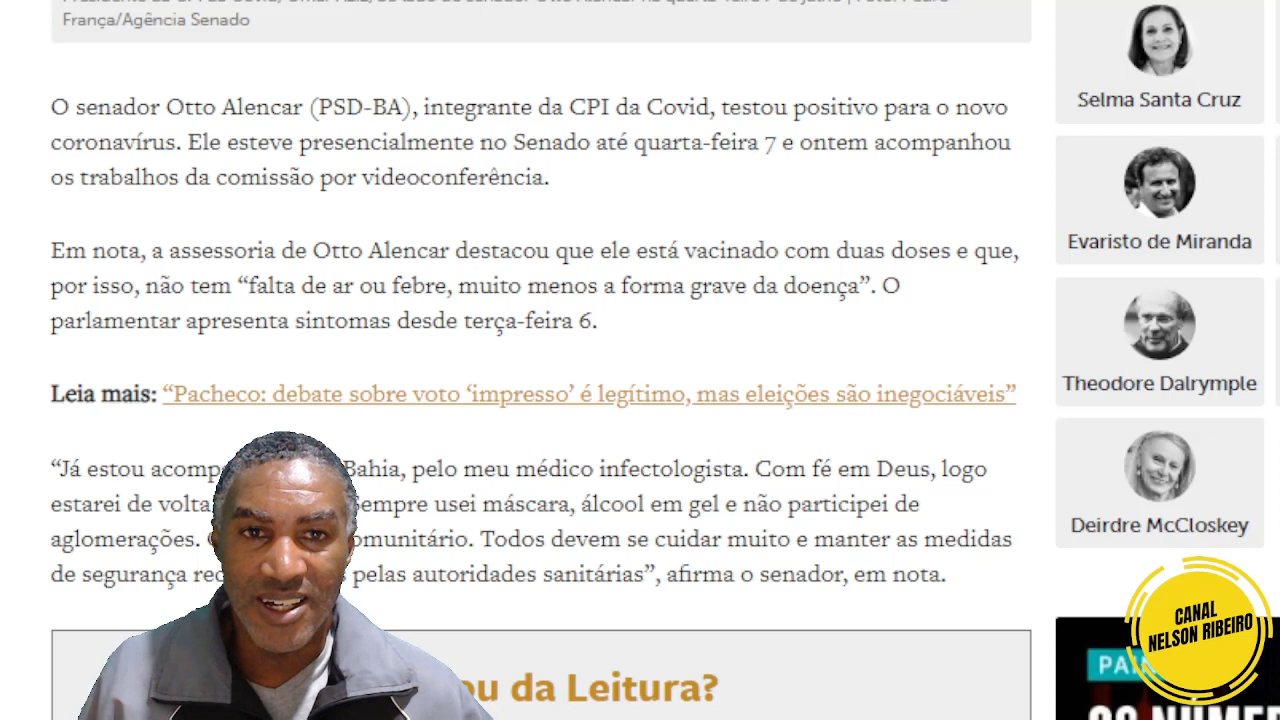 França/Agência Senado
O senador Otto Alencar (PSD-BA), integrante da CPI da Covid, testou positivo para o novo
coronavírus. Ele esteve presencialmente no Senado até quarta-feira 7 e ontem acompanhou
os trabalhos da comissão por videoconferência.
Em nota, a assessoria de Otto Alencar destacou que ele está vacinado com duas doses e que,
por isso, não tem “falta de ar ou febre, muito menos a forma grave da doença”. O
parlamentar apresenta sintomas desde terça-feira 6.
Leia mais: “Pacheco: debate sobre voto ‘impresso’ é legítimo, mas eleições são inegociáveis”
“Já estou Bahia, pelo meu médico infectologista. Com fé em Deus, logo
estarei de volta sempre usei máscara, álcool em gel e não participei de
aglomerações. Todos devem se cuidar muito e manter as medidas
de segurança pelas autoridades sanitárias”, afirma o senador, em nota.
da Leitura?
Selma Santa Cruz
Evaristo de Miranda
Theodore Dalrymple
Deirdre McCloskey
CANAL
NELSON RIBEIRO